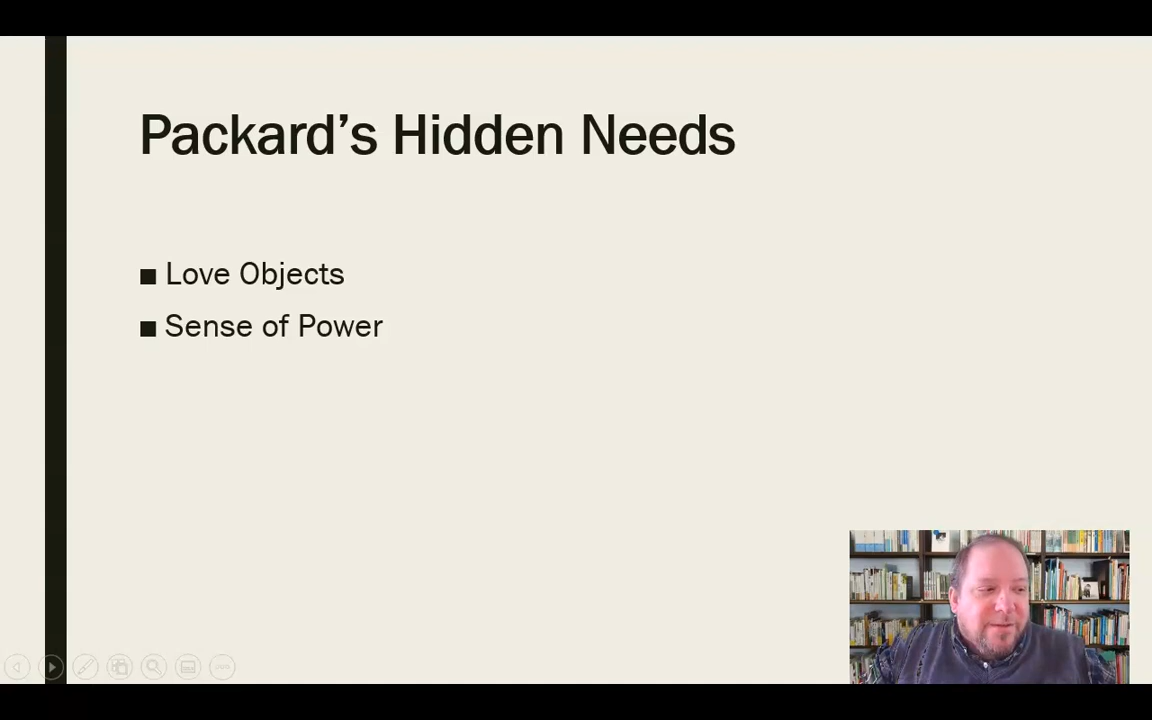 Packard’s Hidden Needs
■ Love Objects
■ Sense of Power